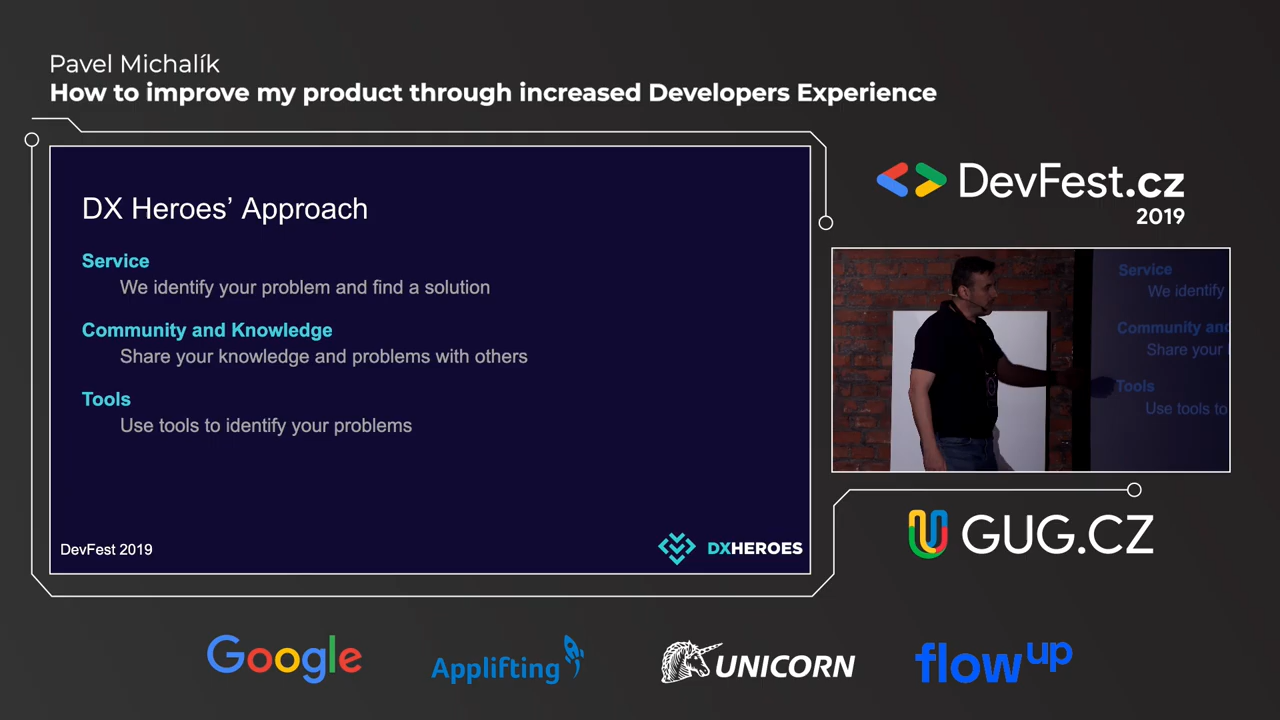 Pavel Michalík
How to improve my product through increased Developers Experience
DX Heroes’ Approach
Service
We identify your problem and find a solution
Community and Knowledge
Share your knowledge and problems with others
Tools
Use tools to identify your problems
DevFest 2019
DXHEROES
DevFest.cz
2019
Service
We identify
Community and
Share your
Tools
Use tools to
GUG.CZ
Google
Applifting
UNICORN
flowup